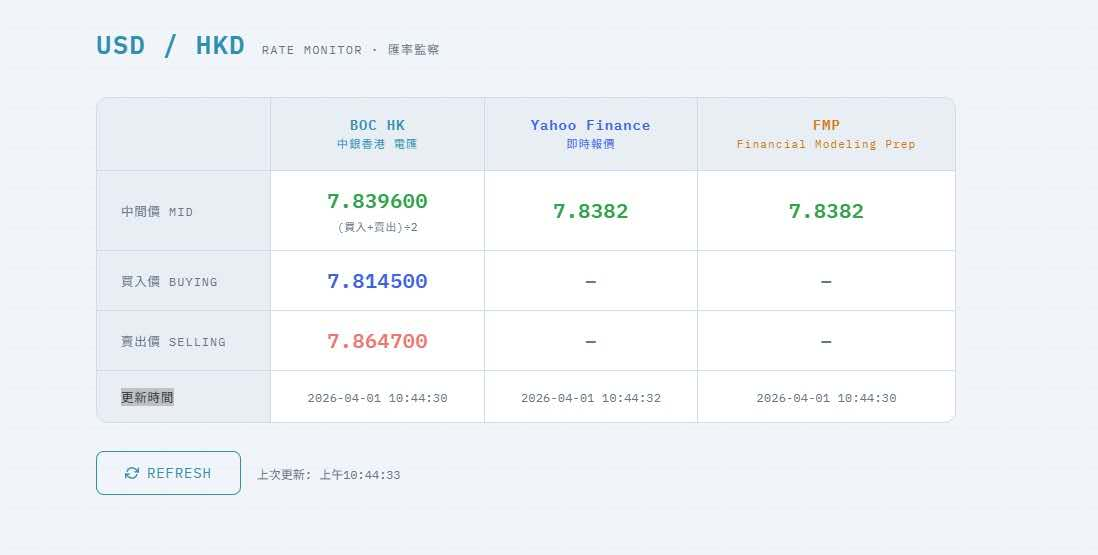 USD / HKD RATE MONITOR · 匯率監察
BOC HK
中銀香港 電匯
Yahoo Finance
即時報價
FMP
Financial Modeling Prep
中間價 MID
7.839600
(買入+賣出)÷2
7.8382
7.8382
買入價 BUYING
7.814500
—
—
賣出價 SELLING
7.864700
—
—
更新時間
2026-04-01 10:44:30
2026-04-01 10:44:32
2026-04-01 10:44:30
REFRESH
上次更新: 上午10:44:33